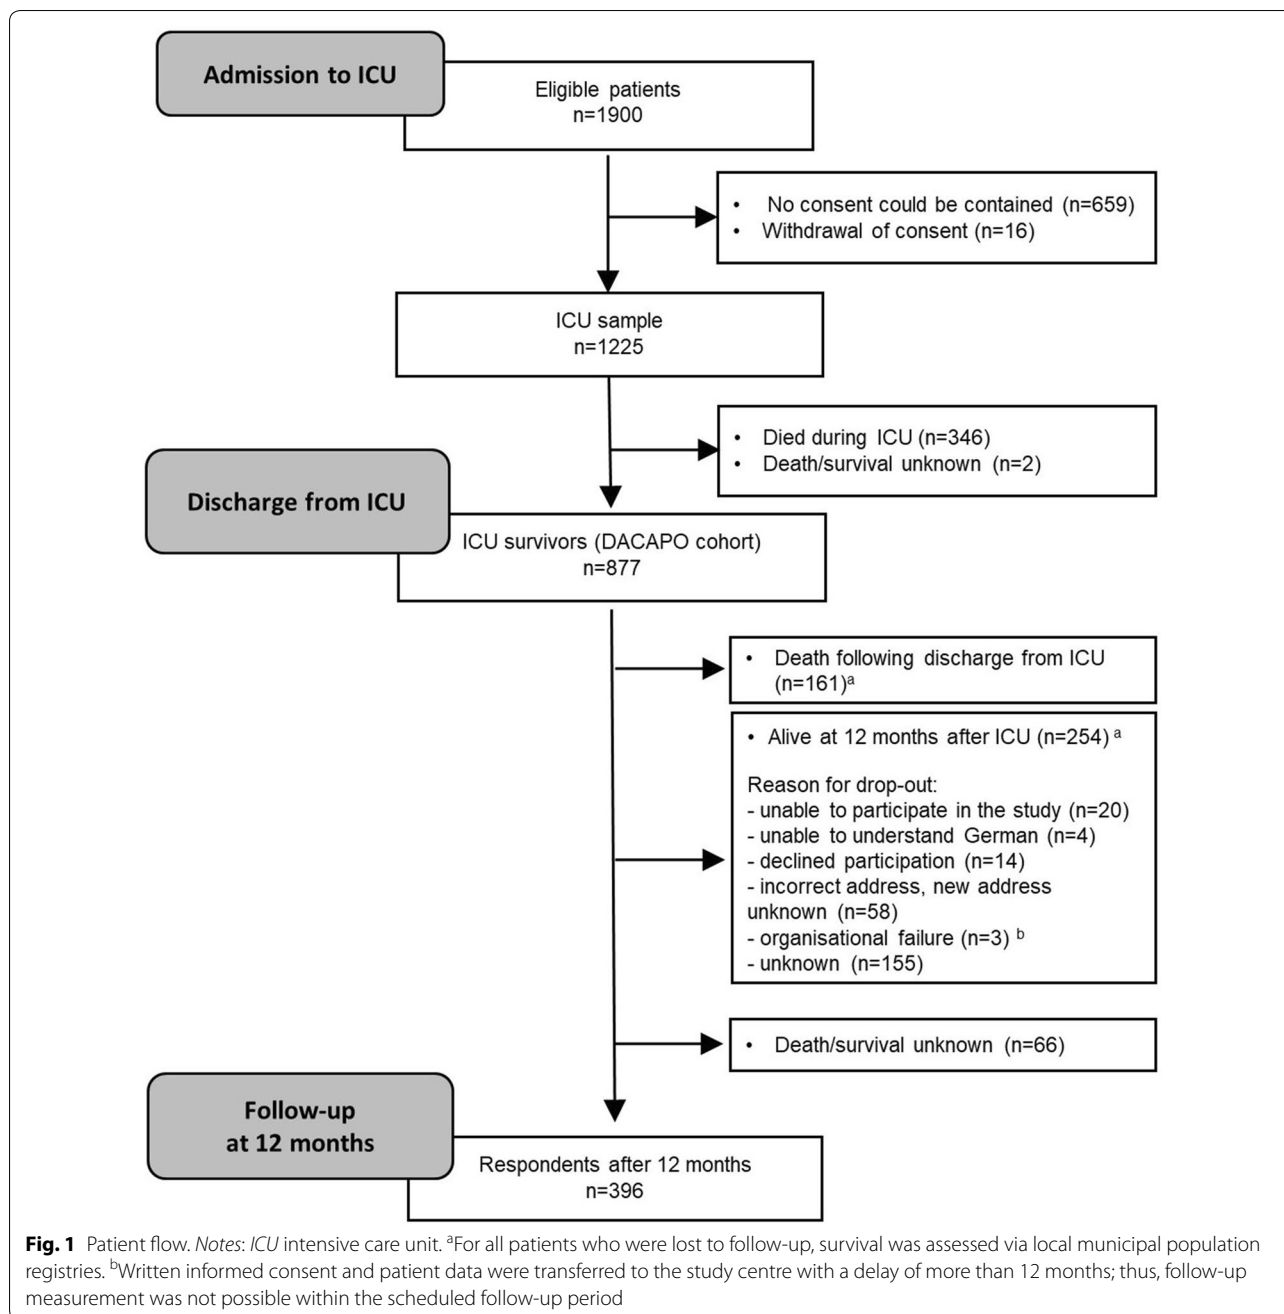 Admission to ICU
Eligible patients
n=1900
• No consent could be contained (n=659)
• Withdrawal of consent (n=16)
ICU sample
n=1225
• Died during ICU (n=346)
• Death/survival unknown (n=2)
Discharge from ICU
ICU survivors (DACAPO cohort)
n=877
• Death following discharge from ICU
(n=161)a
• Alive at 12 months after ICU (n=254) a
Reason for drop-out:
- unable to participate in the study (n=20)
- unable to understand German (n=4)
- declined participation (n=14)
- incorrect address, new address
unknown (n=58)
- organisational failure (n=3) b
- unknown (n=155)
• Death/survival unknown (n=66)
Follow-up
at 12 months
Respondents after 12 months
n=396
Fig. 1 Patient flow. Notes: ICU intensive care unit. aFor all patients who were lost to follow-up, survival was assessed via local municipal population
registries. bWritten informed consent and patient data were transferred to the study centre with a delay of more than 12 months; thus, follow-up
measurement was not possible within the scheduled follow-up period